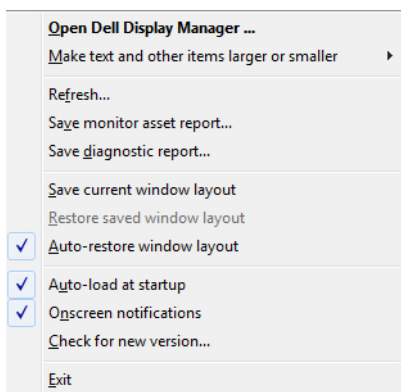 Open Dell Display Manager ...
Make text and other items larger or smaller
Refresh...
Save monitor asset report...
Save diagnostic report...
Save current window layout
Restore saved window layout
Auto-restore window layout
Auto-load at startup
Onscreen notifications
Check for new version...
Exit